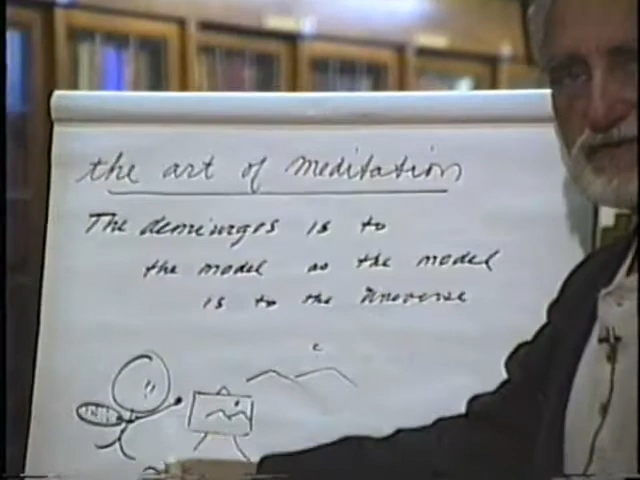 the art of meditation
The demiurges is to
the model as the model
is to the Universe